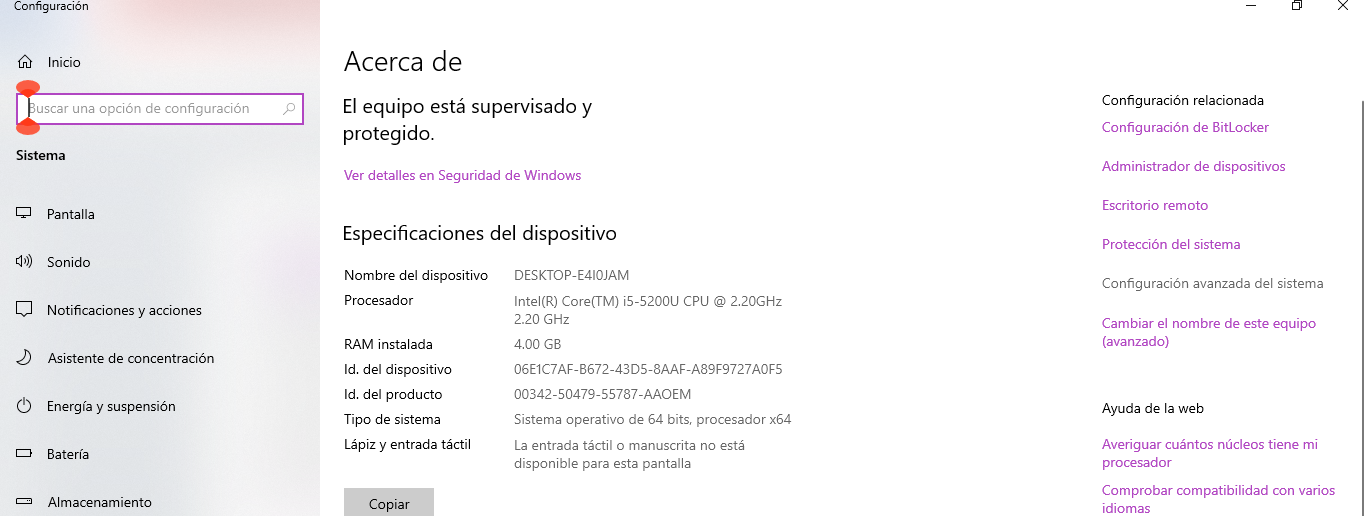 Configuración
Inicio
Buscar una opción de configuración
Sistema
Pantalla
Sonido
Notificaciones y acciones
Asistente de concentración
Energía y suspensión
Batería
Almacenamiento
Acerca de
El equipo está supervisado y
protegido.
Ver detalles en Seguridad de Windows
Especificaciones del dispositivo
Nombre del dispositivo DESKTOP-E4I0JAM
Procesador Intel(R) Core(TM) i5-5200U CPU @ 2.20GHz
2.20 GHz
RAM instalada 4.00 GB
Id. del dispositivo 06E1C7AF-B672-43D5-8AAF-A89F9727A0F5
Id. del producto 00342-50479-55787-AAOEM
Tipo de sistema Sistema operativo de 64 bits, procesador x64
Lápiz y entrada táctil La entrada táctil o manuscrita no está
disponible para esta pantalla
Copiar
Configuración relacionada
Configuración de BitLocker
Administrador de dispositivos
Escritorio remoto
Protección del sistema
Configuración avanzada del sistema
Cambiar el nombre de este equipo
(avanzado)
Ayuda de la web
Averiguar cuántos núcleos tiene mi
procesador
Comprobar compatibilidad con varios
idiomas